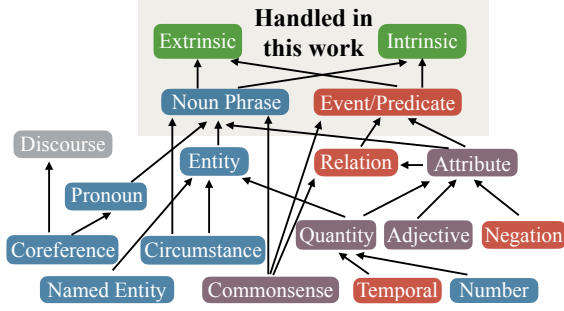 Handled in
this work
Extrinsic
Intrinsic
Noun Phrase
Event/Predicate
Discourse
Entity
Relation
Attribute
Pronoun
Coreference
Circumstance
Quantity
Adjective
Negation
Named Entity
Commonsense
Temporal
Number